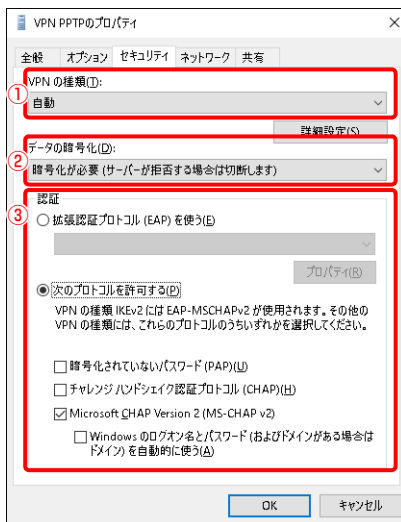 VPN PPTPのプロパティ
全般 オプション セキュリティ ネットワーク 共有
① VPN の種類(T):
自動
詳細設定(S)
② データの暗号化(D):
暗号化が必要 (サーバーが拒否する場合は切断します)
③ 認証
拡張認証プロトコル (EAP) を使う(E)
プロパティ(R)
次のプロトコルを許可する(P)
VPN の種類 IKEv2 には EAP-MSCHAPv2 が使用されます。その他の
VPN の種類には、これらのプロトコルのうちいずれかを選択してください。
暗号化されていないパスワード (PAP)(U)
チャレンジ ハンドシェイク認証プロトコル (CHAP)(H)
Microsoft CHAP Version 2 (MS-CHAP v2)
Windows のログオン名とパスワード (およびドメインがある場合は
ドメイン) を自動的に使う(A)
OK キャンセル